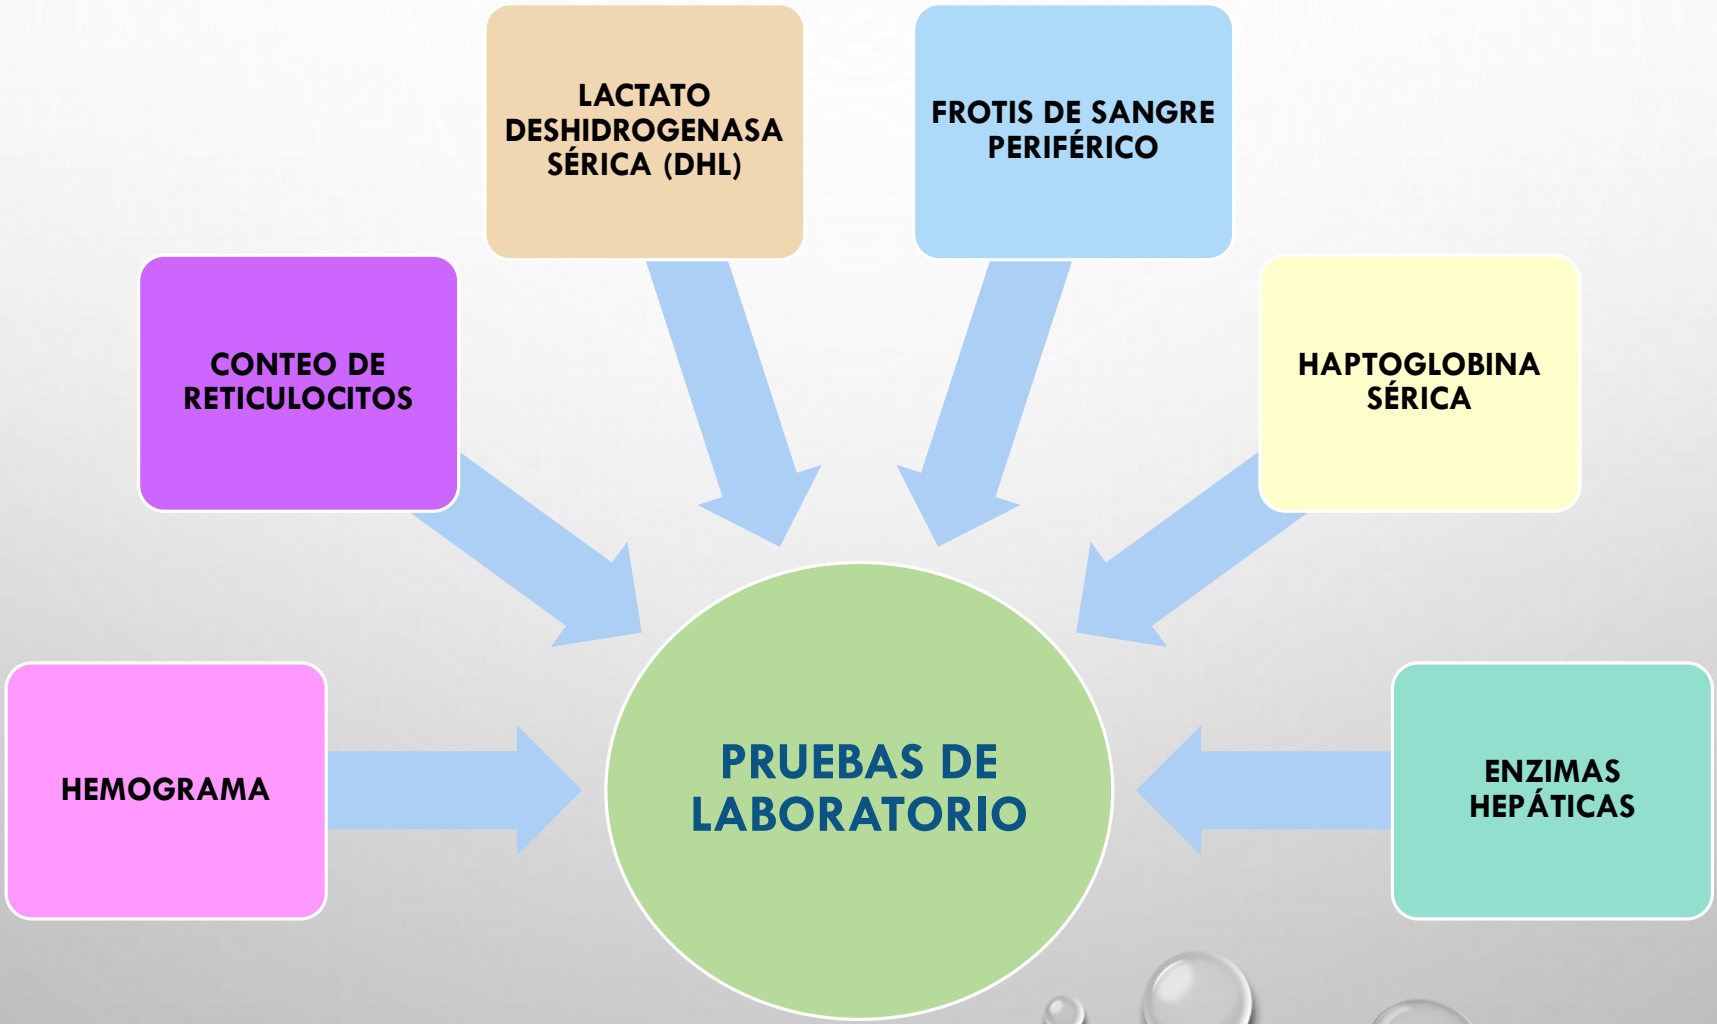 LACTATO
DESHIDROGENASA
SÉRICA (DHL)
FROTIS DE SANGRE
PERIFÉRICO
CONTEO DE
RETICULOCITOS
HAPTOGLOBINA
SÉRICA
HEMOGRAMA
PRUEBAS DE
LABORATORIO
ENZIMAS
HEPÁTICAS